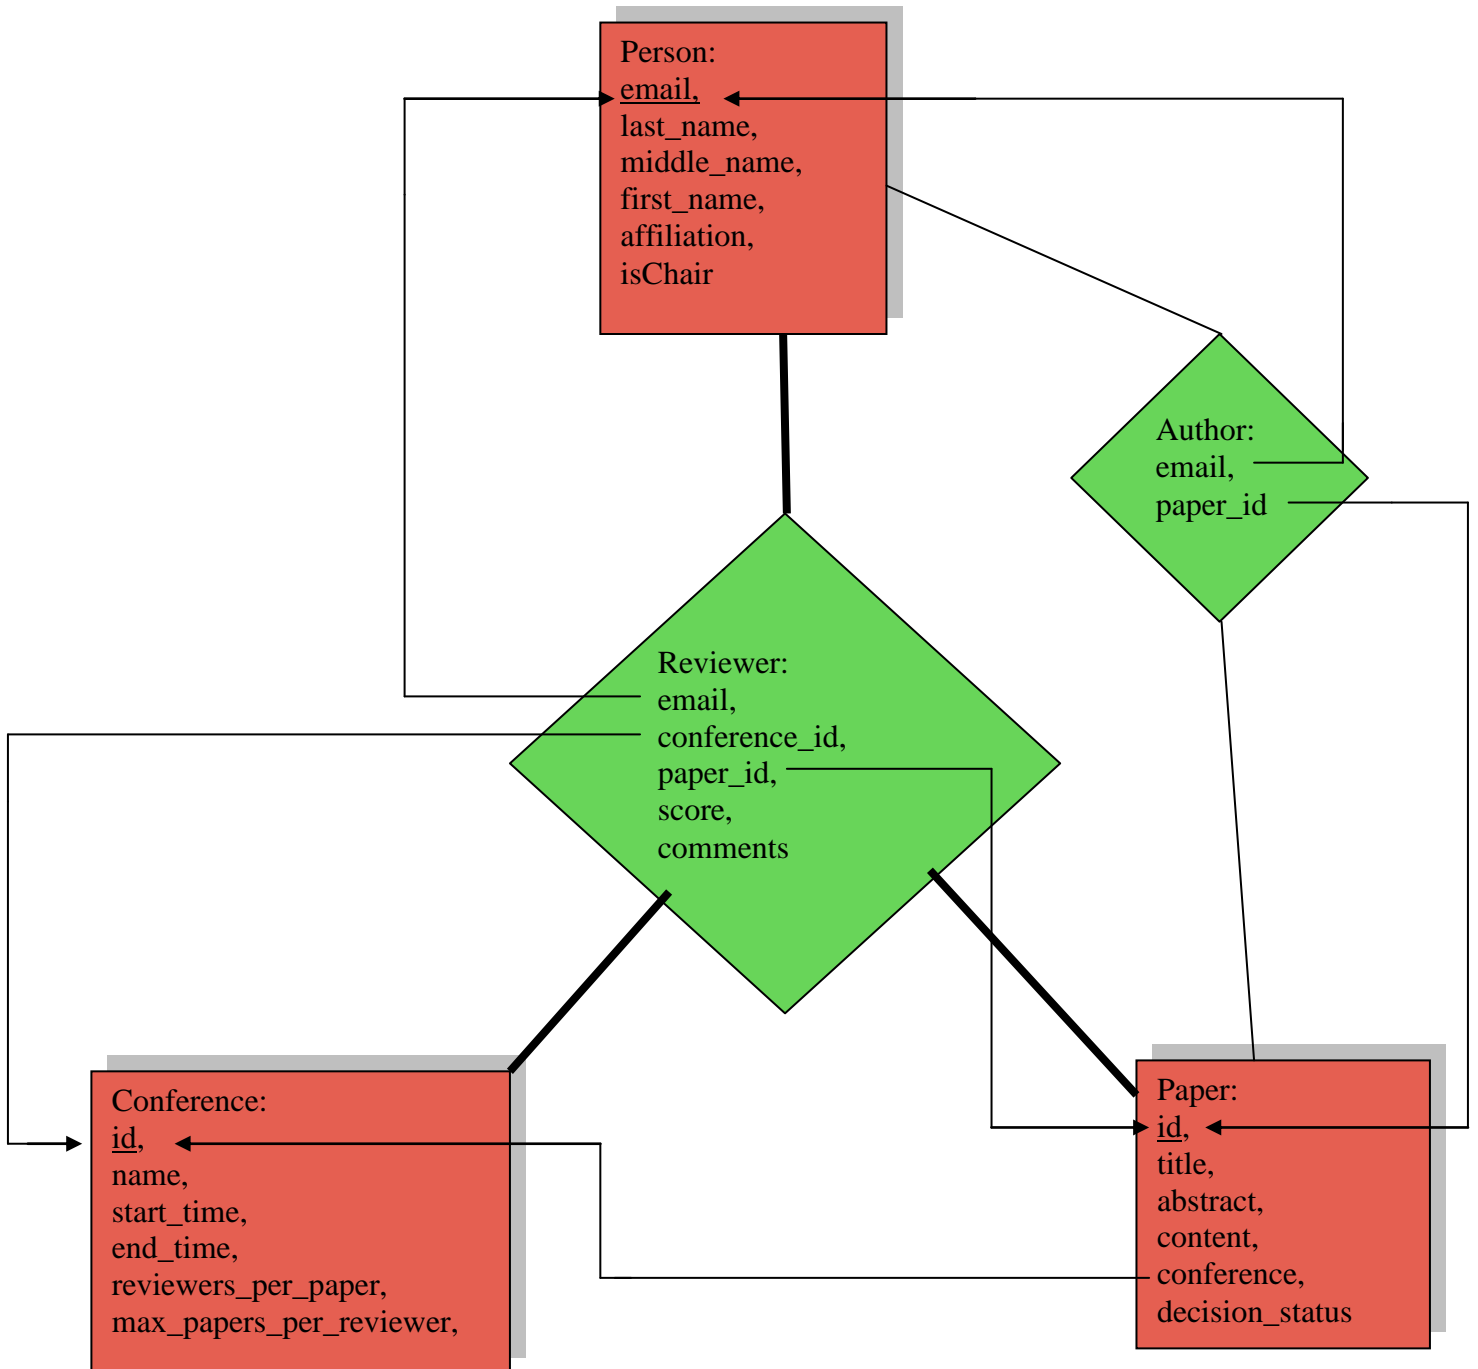 Person:
email,
last_name,
middle_name,
first_name,
affiliation,
isChair
Author:
email,
paper_id
Reviewer:
email,
conference_id,
paper_id,
score,
comments
Conference:
id,
name,
start_time,
end_time,
reviewers_per_paper,
max_papers_per_reviewer,
Paper:
id,
title,
abstract,
content,
conference,
decision_status